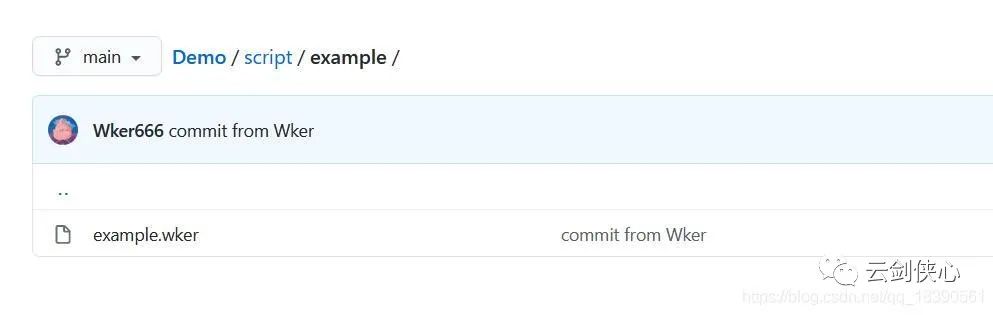 main Demo / script / example /
Wker666 commit from Wker
..
example.wker commit from Wker
云剑侠心
https://blog.csdn.net/qq_18390561